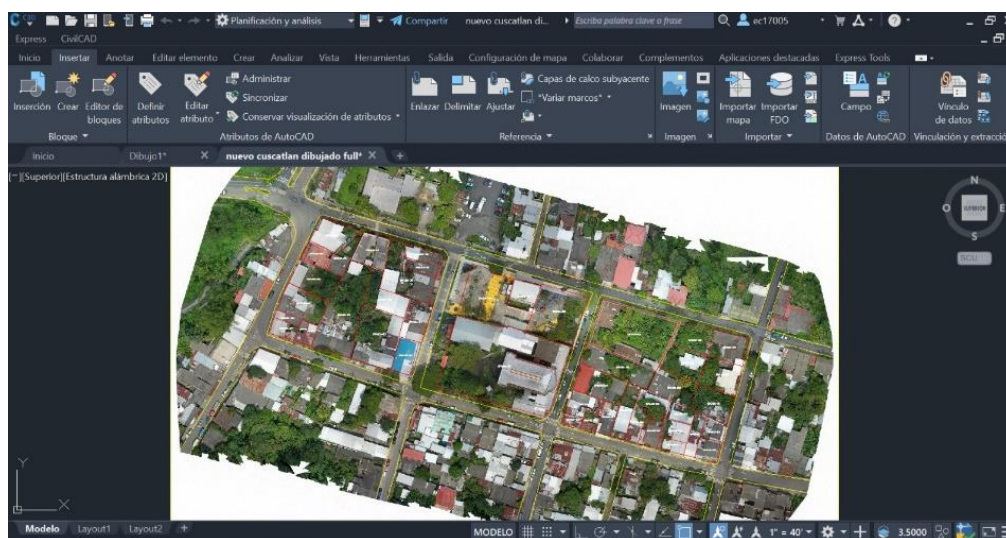 Planificación y análisis
Compartir
nuevo cuscatlan di...
Escriba palabra clave o frase
ec17005
Express CivilCAD
Inicio Insertar Anotar Editar elemento Crear Analizar Vista Herramientas Salida Configuración de mapa Colaborar Complementos Aplicaciones destacadas Express Tools
Inserción Crear Editor de bloques
Definir atributos
Editar atributo
Administrar
Sincronizar
Conservar visualización de atributos
Enlazar Delimitar Ajustar
Capas de calco subyacente
*Variar marcos*
Imagen
Importar mapa
Importar FDO
Campo
Vínculo de datos
Bloque Atributos de AutoCAD Referencia Imagen Importar Datos de AutoCAD Vinculación y extracció
Inicio Dibujo1* nuevo cuscatlan dibujado full*
[−][Superior][Estructura alámbrica 2D]
N
O SUPERIOR E
S
SCU
Y
X
Modelo Layout1 Layout2 +
MODELO 1" = 40' 3.5000